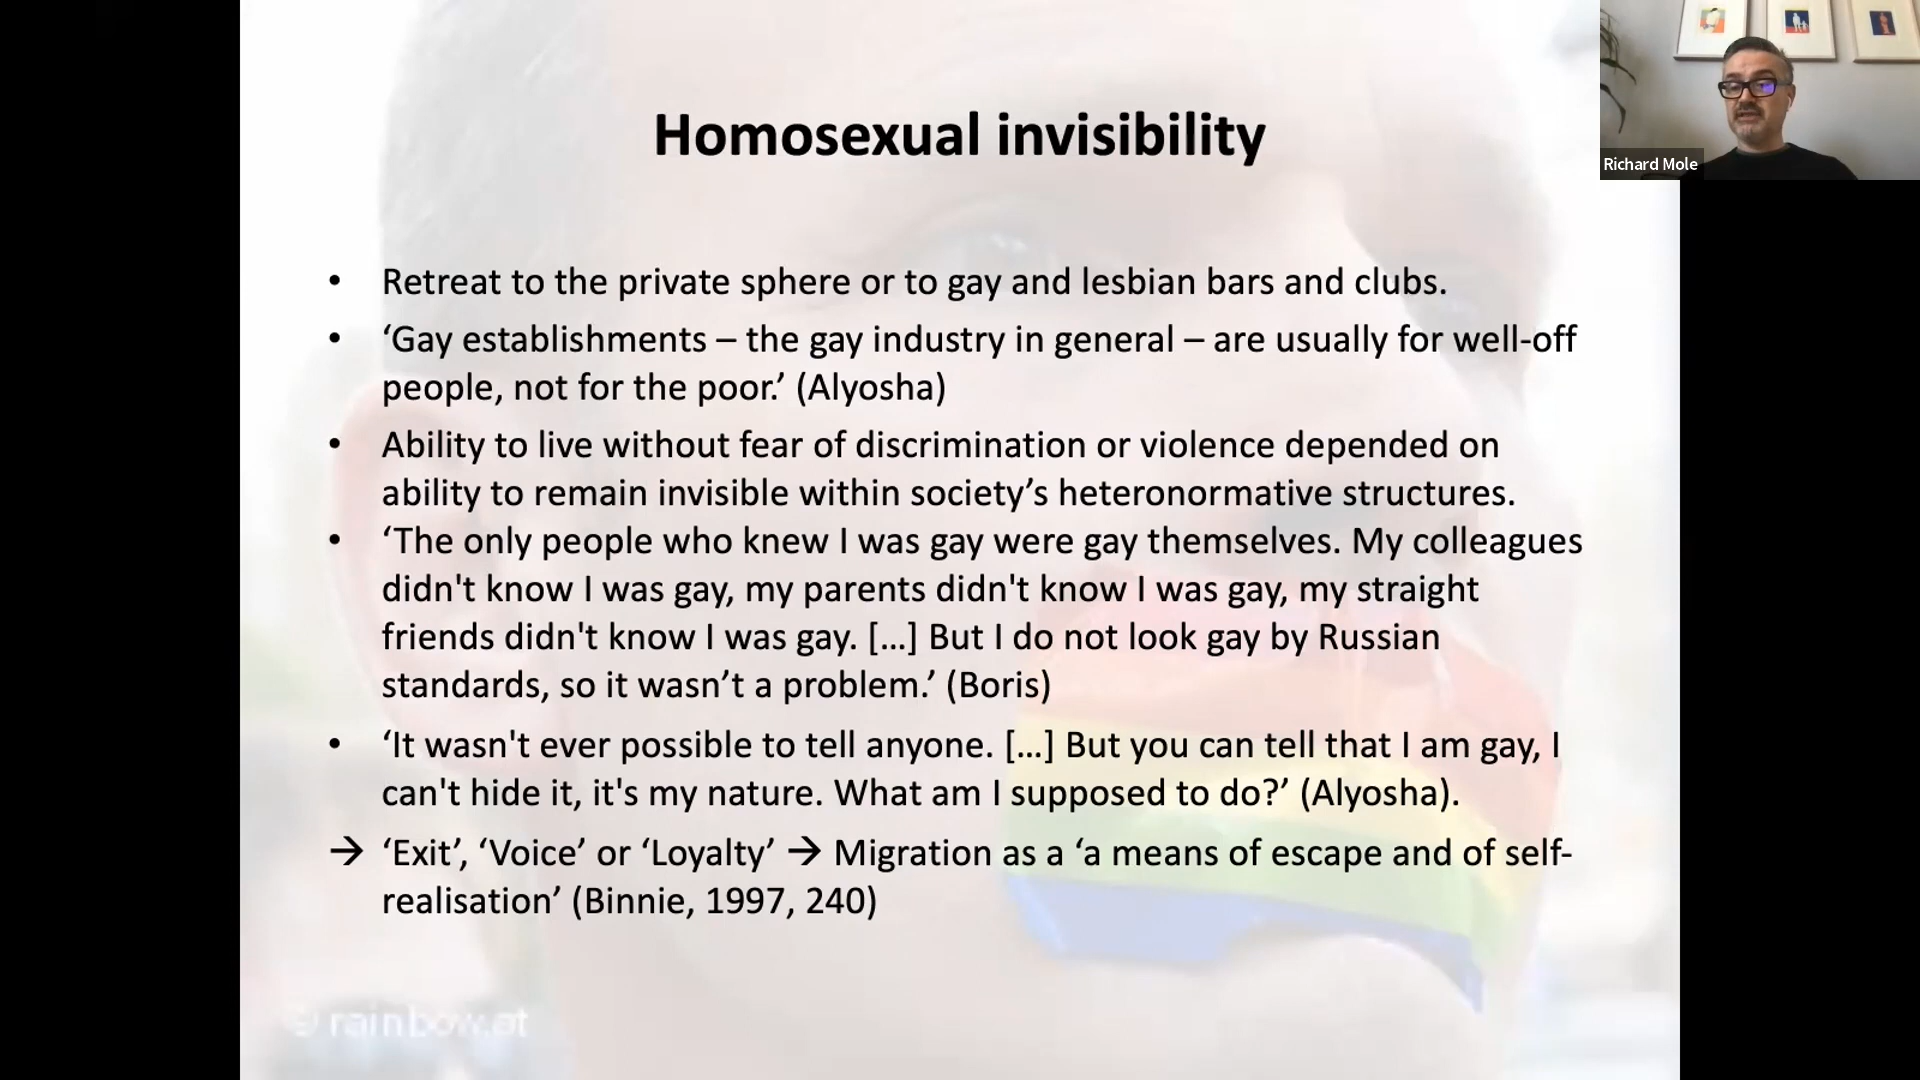 Homosexual invisibility
Richard Mole
• Retreat to the private sphere or to gay and lesbian bars and clubs.
• ‘Gay establishments – the gay industry in general – are usually for well-off
people, not for the poor.’ (Alyosha)
• Ability to live without fear of discrimination or violence depended on
ability to remain invisible within society’s heteronormative structures.
• ‘The only people who knew I was gay were gay themselves. My colleagues
didn't know I was gay, my parents didn't know I was gay, my straight
friends didn't know I was gay. […] But I do not look gay by Russian
standards, so it wasn’t a problem.’ (Boris)
• ‘It wasn't ever possible to tell anyone. […] But you can tell that I am gay, I
can't hide it, it's my nature. What am I supposed to do?’ (Alyosha).
→ ‘Exit’, ‘Voice’ or ‘Loyalty’ → Migration as a ‘a means of escape and of self-
realisation’ (Binnie, 1997, 240)
© rainbow.at